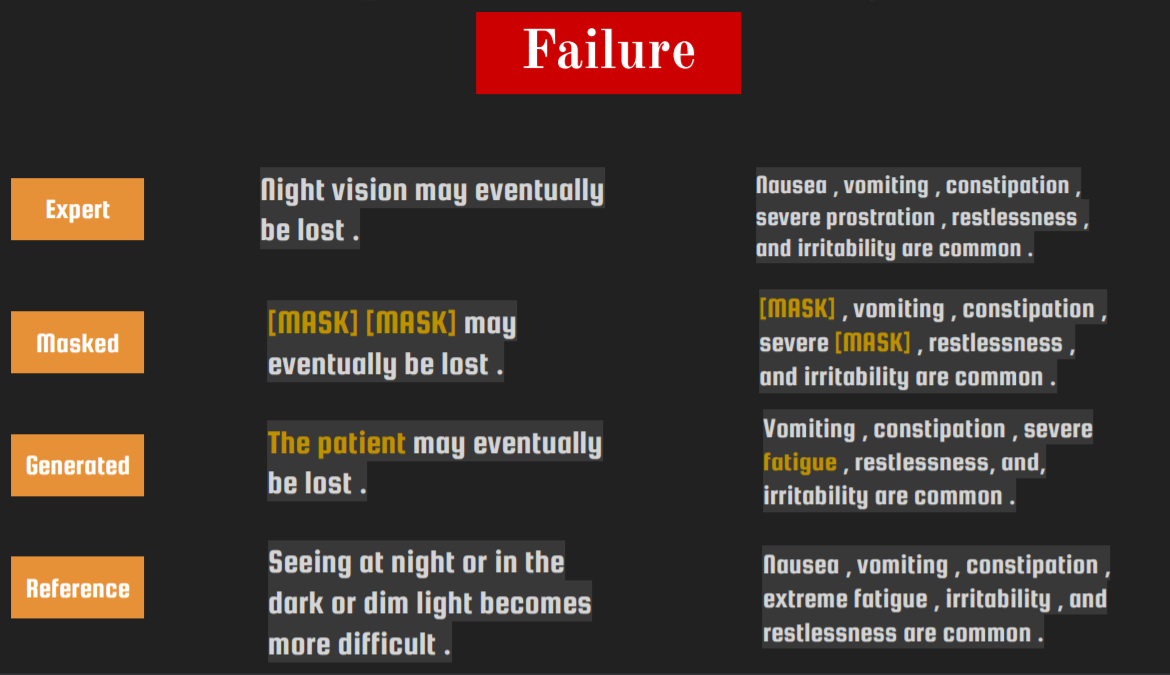 Failure
Expert
Night vision may eventually
be lost .
Nausea , vomiting , constipation ,
severe prostration , restlessness ,
and irritability are common .
Masked
[MASK] [MASK] may
eventually be lost .
[MASK] , vomiting , constipation ,
severe [MASK] , restlessness ,
and irritability are common .
Generated
The patient may eventually
be lost .
Vomiting , constipation , severe
fatigue , restlessness, and,
irritability are common .
Reference
Seeing at night or in the
dark or dim light becomes
more difficult .
Nausea , vomiting , constipation ,
extreme fatigue , irritability , and
restlessness are common .